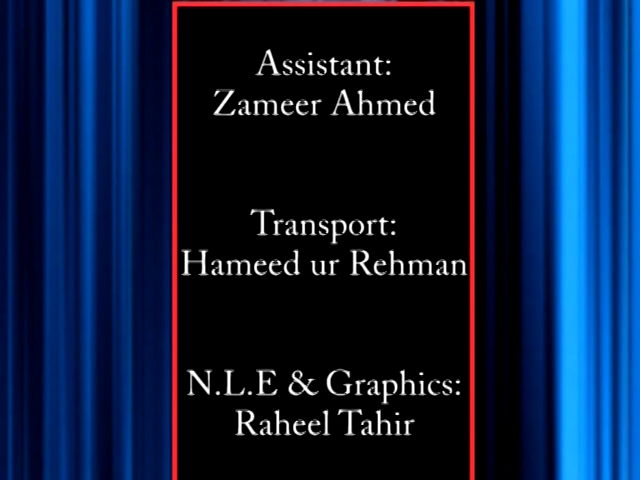 Assistant:
Zameer Ahmed
Transport:
Hameed ur Rehman
N.L.E & Graphics:
Raheel Tahir